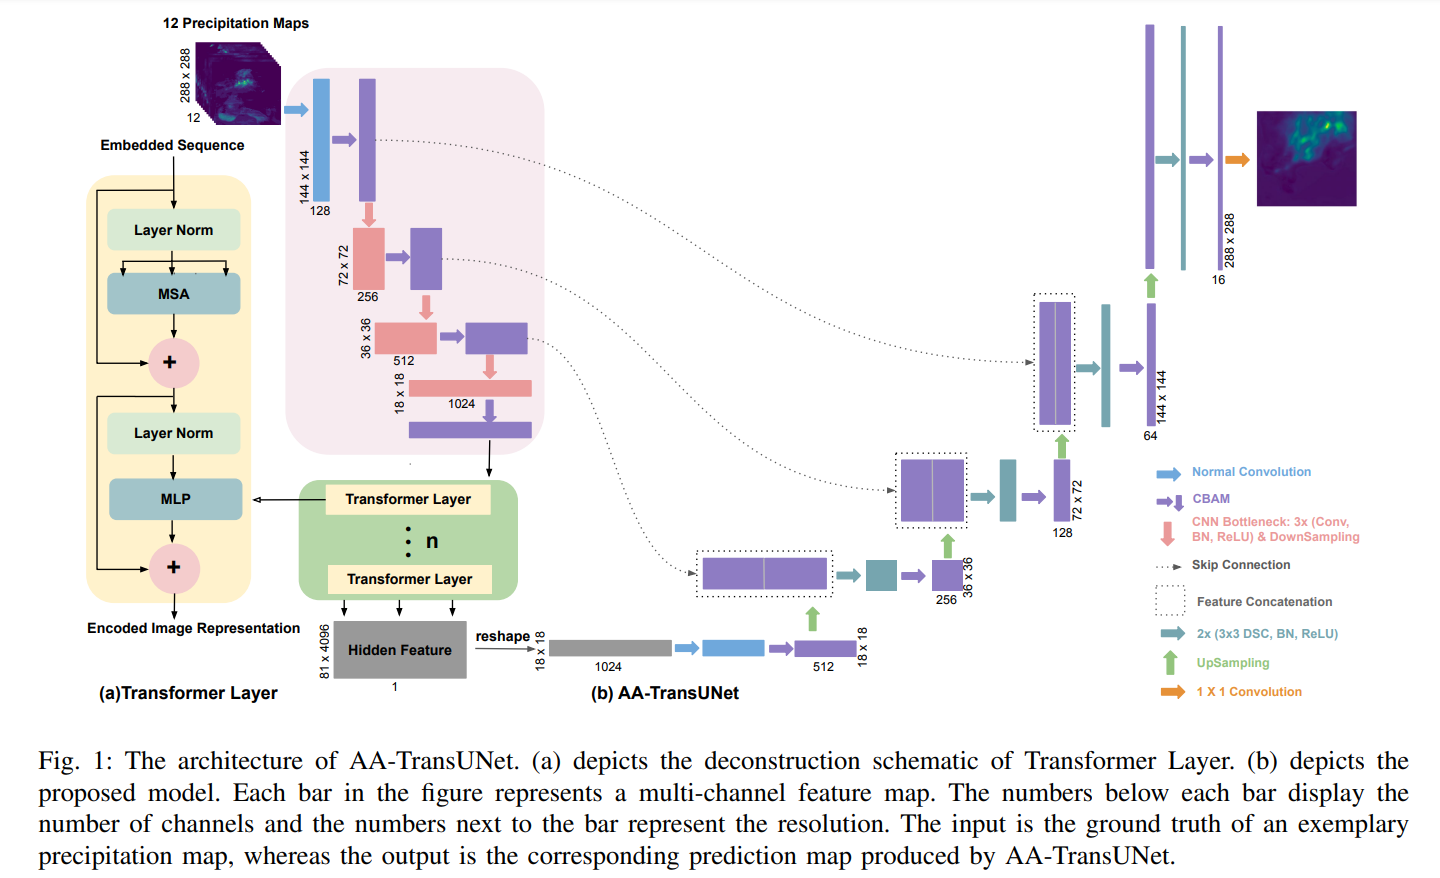 12 Precipitation Maps
288 x 288
12
Embedded Sequence
Layer Norm
MSA
+
Layer Norm
MLP
+
Encoded Image Representation
(a)Transformer Layer
144 x 144
128
72 x 72
256
36 x 36
512
18 x 18
1024
Transformer Layer
n
Transformer Layer
81 x 4096
Hidden Feature
1
reshape
18 x 18
1024
512
18 x 18
(b) AA-TransUNet
256
36 x 36
128
72 x 72
64
144 x 144
16
288 x 288
Normal Convolution
CBAM
CNN Bottleneck: 3x (Conv,
BN, ReLU) & DownSampling
Skip Connection
Feature Concatenation
2x (3x3 DSC, BN, ReLU)
UpSampling
1 X 1 Convolution
Fig. 1: The architecture of AA-TransUNet. (a) depicts the deconstruction schematic of Transformer Layer. (b) depicts the
proposed model. Each bar in the figure represents a multi-channel feature map. The numbers below each bar display the
number of channels and the numbers next to the bar represent the resolution. The input is the ground truth of an exemplary
precipitation map, whereas the output is the corresponding prediction map produced by AA-TransUNet.